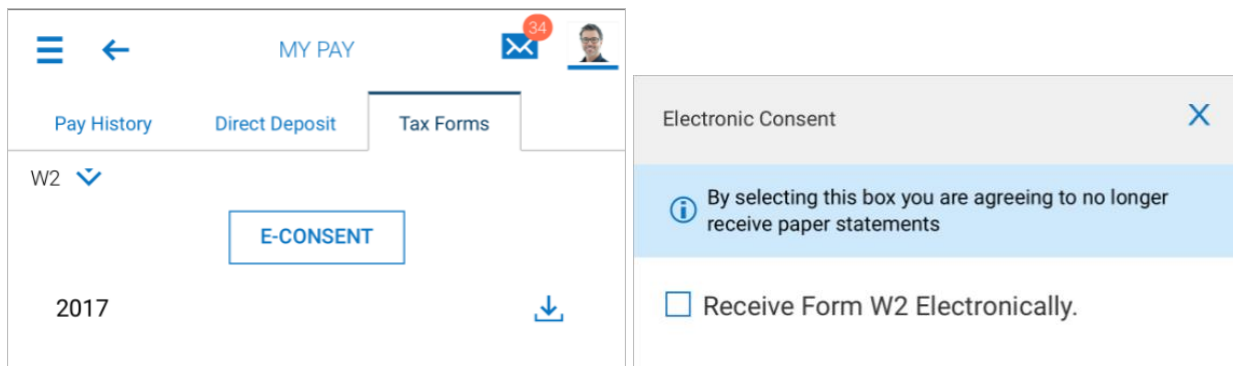 34
MY PAY
Pay History
Direct Deposit
Tax Forms
W2
E-CONSENT
2017
Electronic Consent
X
By selecting this box you are agreeing to no longer
receive paper statements
Receive Form W2 Electronically.